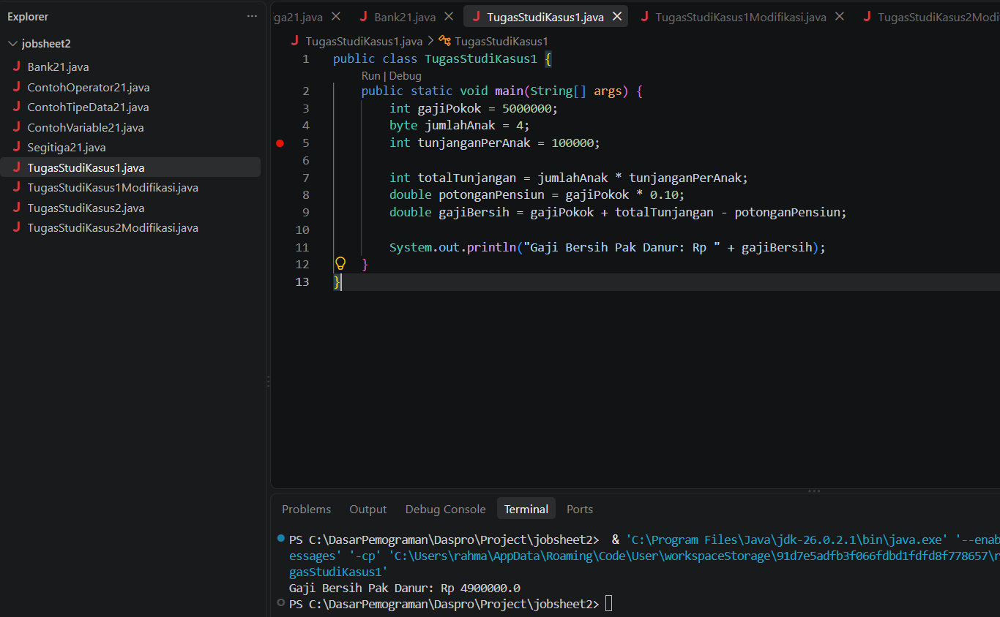 Explorer
jobsheet2
Bank21.java
ContohOperator21.java
ContohTipeData21.java
ContohVariable21.java
Segitiga21.java
TugasStudiKasus1.java
TugasStudiKasus1Modifikasi.java
TugasStudiKasus2.java
TugasStudiKasus2Modifikasi.java
ga21.java Bank21.java TugasStudiKasus1.java TugasStudiKasus1Modifikasi.java TugasStudiKasus2Modi
TugasStudiKasus1.java > TugasStudiKasus1
1 public class TugasStudiKasus1 {
Run | Debug
2 public static void main(String[] args) {
3 int gajiPokok = 5000000;
4 byte jumlahAnak = 4;
5 int tunjanganPerAnak = 100000;
6
7 int totalTunjangan = jumlahAnak * tunjanganPerAnak;
8 double potonganPensiun = gajiPokok * 0.10;
9 double gajiBersih = gajiPokok + totalTunjangan - potonganPensiun;
10
11 System.out.println("Gaji Bersih Pak Danur: Rp " + gajiBersih);
12 }
13 }
Problems Output Debug Console Terminal Ports
PS C:\DasarPemograman\Daspro\Project\jobsheet2> & 'C:\Program Files\Java\jdk-26.0.2.1\bin\java.exe' '--enab
essages' '-cp' 'C:\Users\rahma\AppData\Roaming\Code\User\workspaceStorage\91d7e5adfb3f066fdbd1fdfd8f778657\r
gasStudiKasus1'
Gaji Bersih Pak Danur: Rp 4900000.0
PS C:\DasarPemograman\Daspro\Project\jobsheet2>